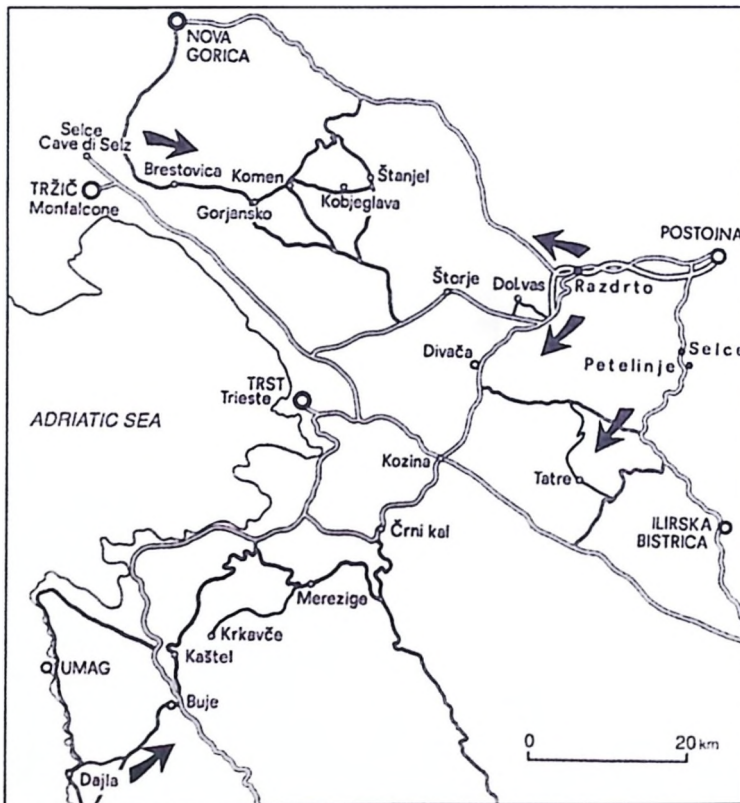 NOVA
GORICA
Selce
Cave di Selz
Brestovica
Komen
Štanjel
TRŽIČ
Monfalcone
Kobjeglava
Gorjansko
POSTOJNA
Štorje
Dol.vas
Razdrto
Divača
Selce
Petelinje
TRST
Trieste
ADRIATIC SEA
Kozina
Tatre
Črni kal
ILIRSKA
BISTRICA
Merezige
Krkavče
Kaštel
UMAG
Buje
0 20 km
Dajla